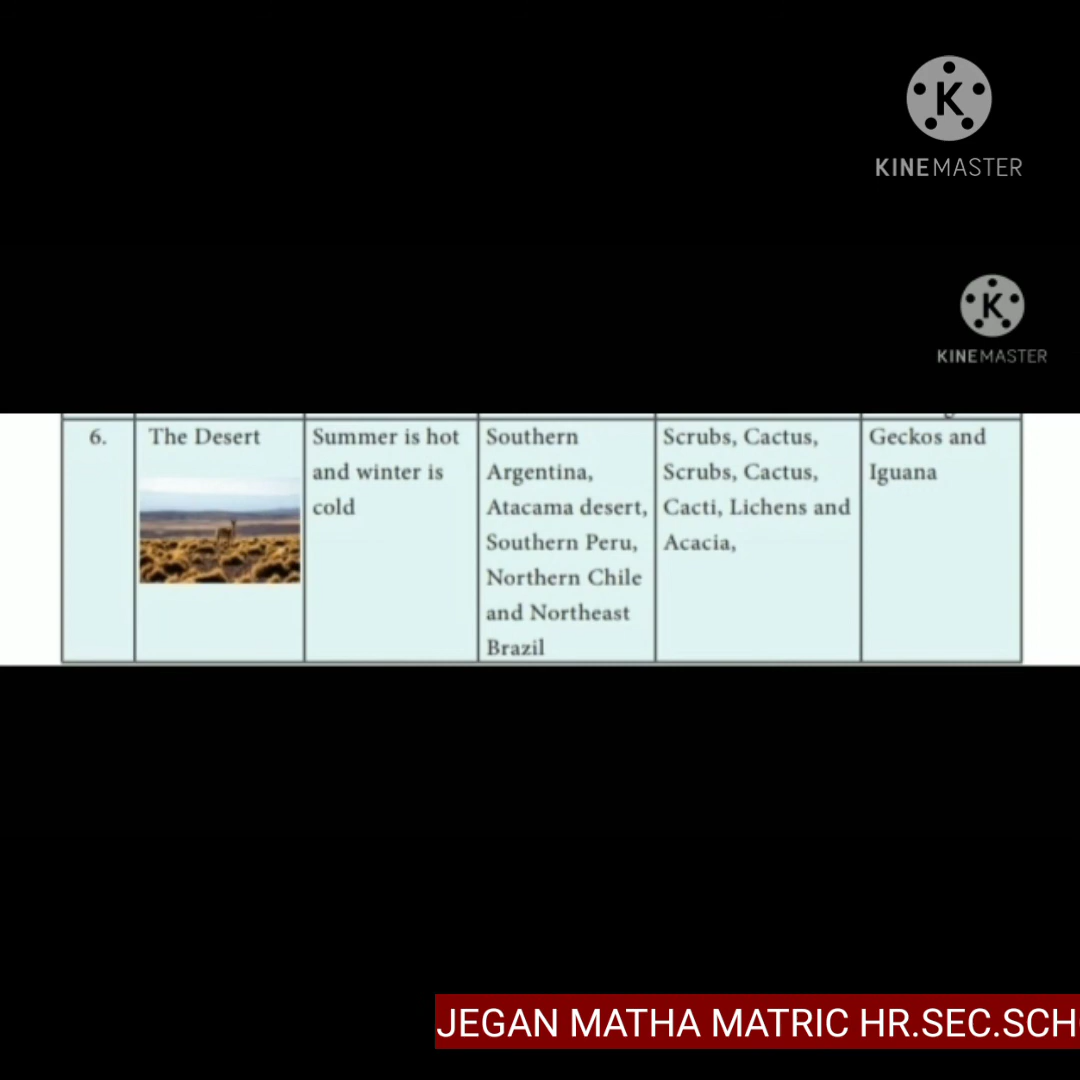 KINEMASTER
KINEMASTER
6.
The Desert
Summer is hot
and winter is
cold
Southern
Argentina,
Atacama desert,
Southern Peru,
Northern Chile
and Northeast
Brazil
Scrubs, Cactus,
Scrubs, Cactus,
Cacti, Lichens and
Acacia,
Geckos and
Iguana
JEGAN MATHA MATRIC HR.SEC.SCH